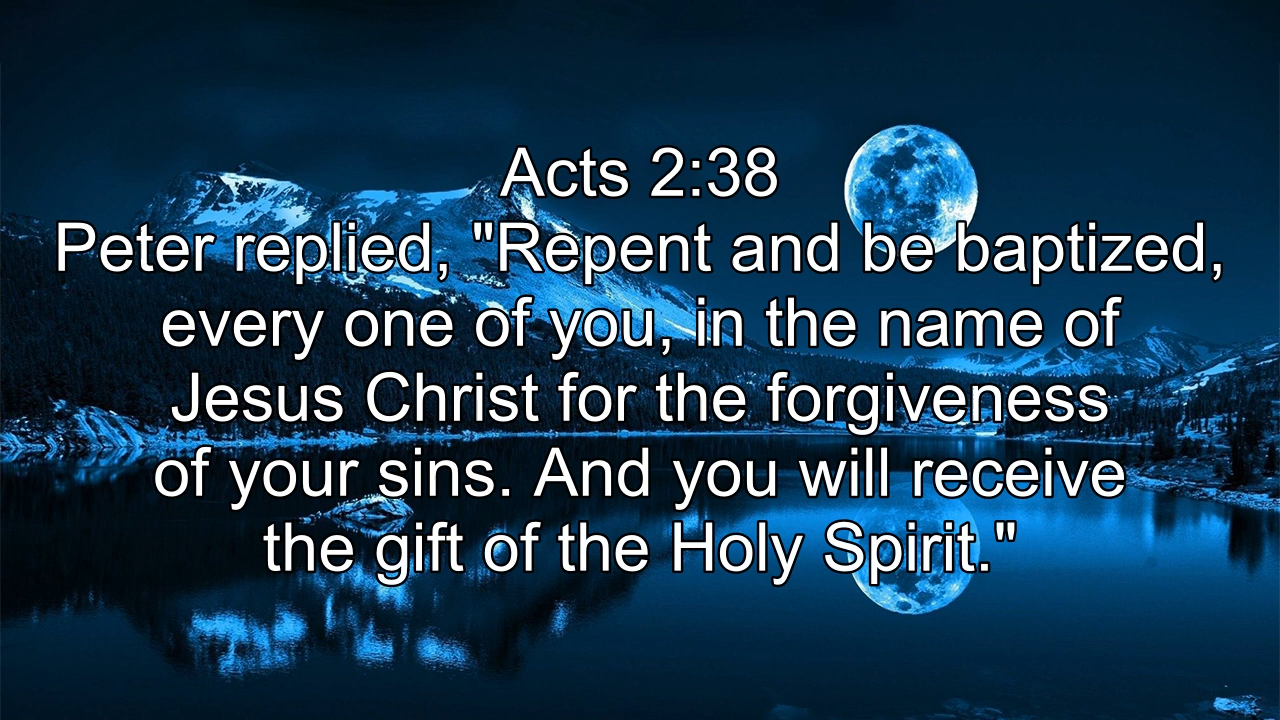 Acts 2:38
Peter replied, "Repent and be baptized,
every one of you, in the name of
Jesus Christ for the forgiveness
of your sins. And you will receive
the gift of the Holy Spirit."